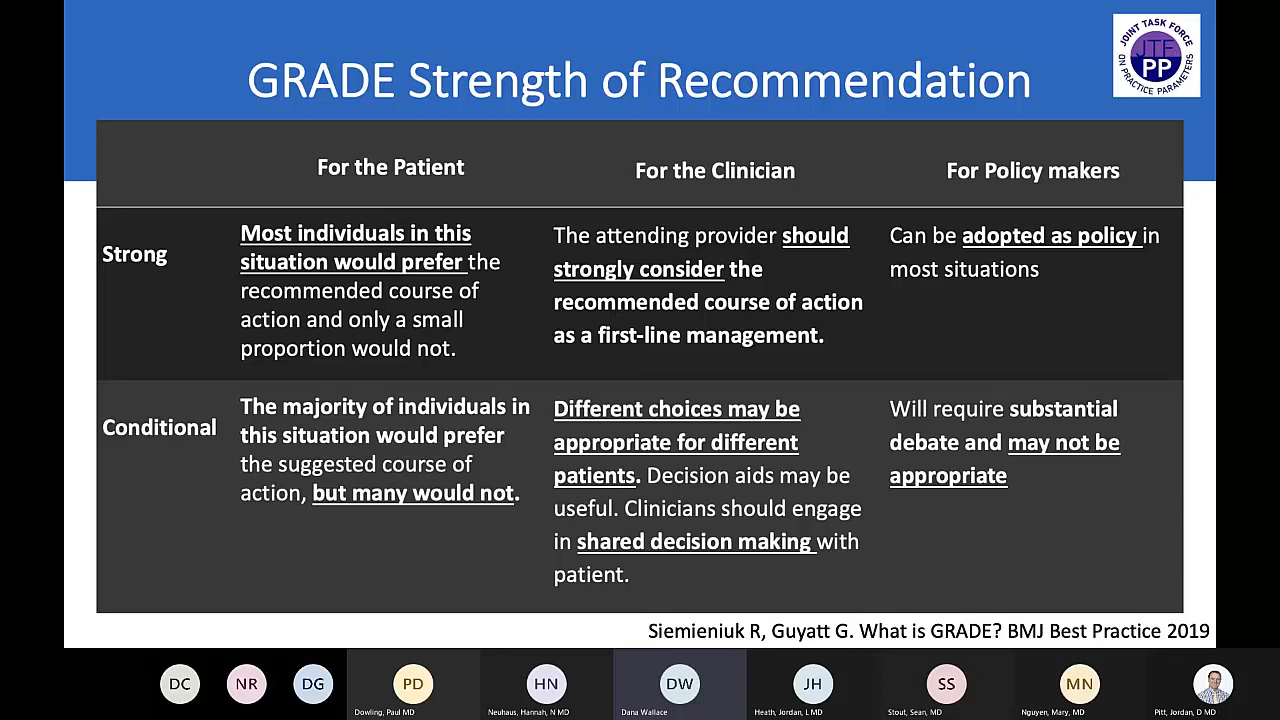 GRADE Strength of Recommendation
JOINT TASK FORCE
JTF
PP
ON PRACTICE PARAMETERS
For the Patient
For the Clinician
For Policy makers
Strong
Most individuals in this
situation would prefer the
recommended course of
action and only a small
proportion would not.
The attending provider should
strongly consider the
recommended course of action
as a first-line management.
Can be adopted as policy in
most situations
Conditional
The majority of individuals in
this situation would prefer
the suggested course of
action, but many would not.
Different choices may be
appropriate for different
patients. Decision aids may be
useful. Clinicians should engage
in shared decision making with
patient.
Will require substantial
debate and may not be
appropriate
Siemieniuk R, Guyatt G. What is GRADE? BMJ Best Practice 2019
DC
NR
DG
PD
Dowling, Paul MD
HN
Neuhaus, Hannah, N MD
DW
Dana Wallace
JH
Heath, Jordan, L MD
SS
Stout, Sean, MD
MN
Nguyen, Mary, MD
Pitt, Jordan, D MD